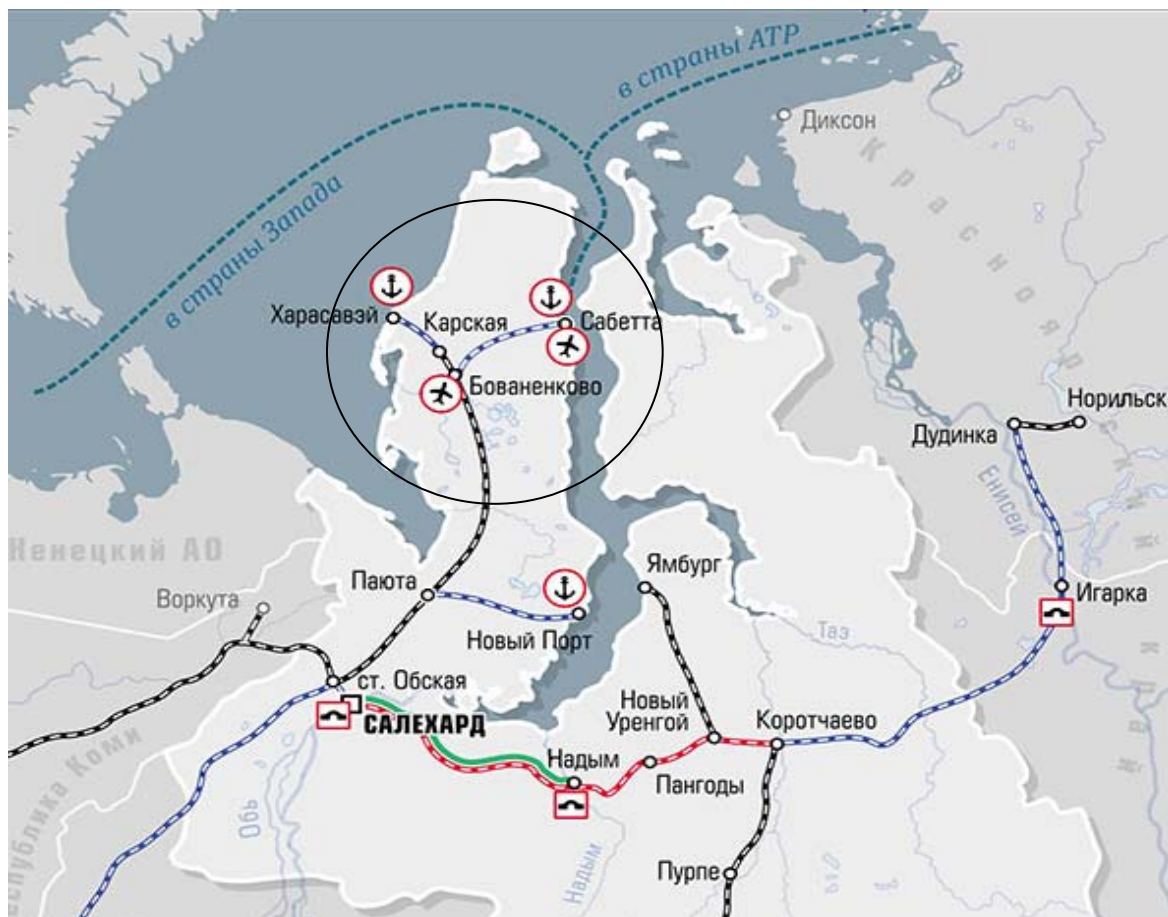 в страны АТР
в страны Запада
Диксон
Красноярский край
Харасавэй
Карская
Сабетта
Бованенково
Норильск
Дудинка
Енисей
Ненецкий АО
Воркута
Паюта
Новый Порт
Ямбург
Игарка
Таз
ст. Обская
САЛЕХАРД
Новый
Уренгой
Коротчаево
Надым
Пангоды
Республика Коми
Обь
Надым
Пурпе